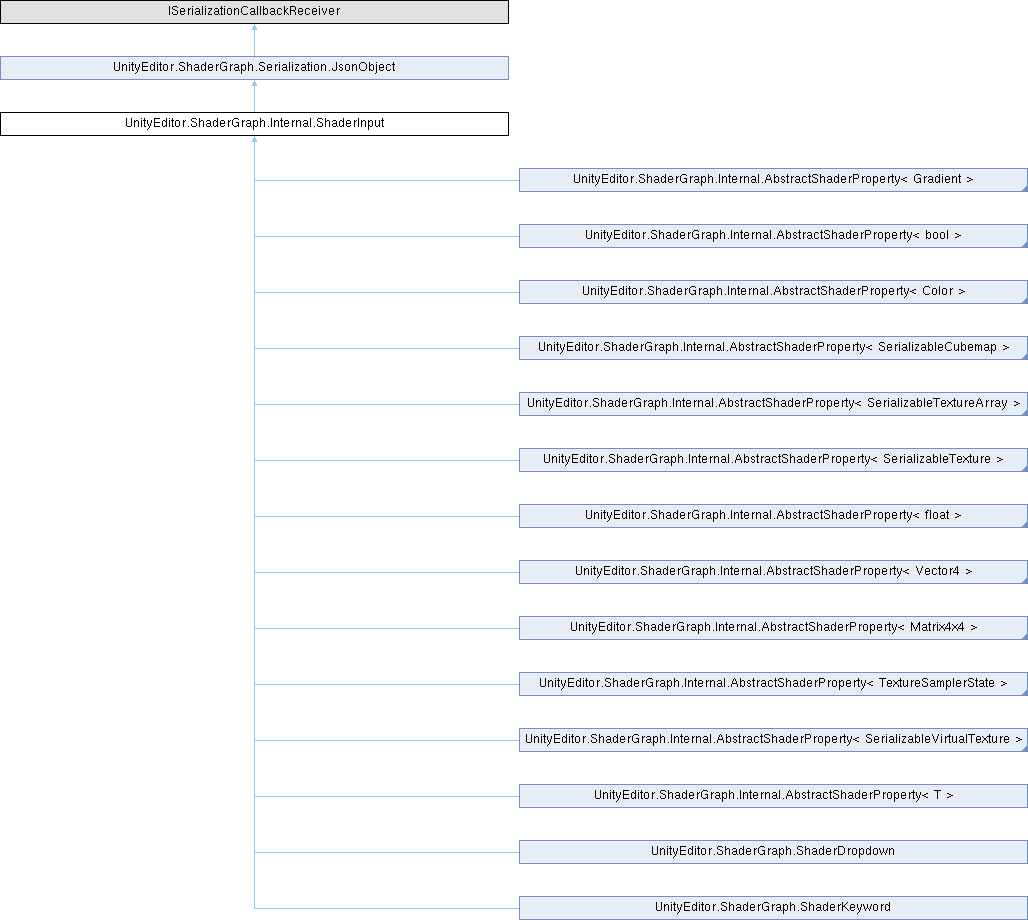 ISerializationCallbackReceiver
UnityEditor.ShaderGraph.Serialization.JsonObject
UnityEditor.ShaderGraph.Internal.ShaderInput
UnityEditor.ShaderGraph.Internal.AbstractShaderProperty< Gradient >
UnityEditor.ShaderGraph.Internal.AbstractShaderProperty< bool >
UnityEditor.ShaderGraph.Internal.AbstractShaderProperty< Color >
UnityEditor.ShaderGraph.Internal.AbstractShaderProperty< SerializableCubemap >
UnityEditor.ShaderGraph.Internal.AbstractShaderProperty< SerializableTextureArray >
UnityEditor.ShaderGraph.Internal.AbstractShaderProperty< SerializableTexture >
UnityEditor.ShaderGraph.Internal.AbstractShaderProperty< float >
UnityEditor.ShaderGraph.Internal.AbstractShaderProperty< Vector4 >
UnityEditor.ShaderGraph.Internal.AbstractShaderProperty< Matrix4x4 >
UnityEditor.ShaderGraph.Internal.AbstractShaderProperty< TextureSamplerState >
UnityEditor.ShaderGraph.Internal.AbstractShaderProperty< SerializableVirtualTexture >
UnityEditor.ShaderGraph.Internal.AbstractShaderProperty< T >
UnityEditor.ShaderGraph.ShaderDropdown
UnityEditor.ShaderGraph.ShaderKeyword